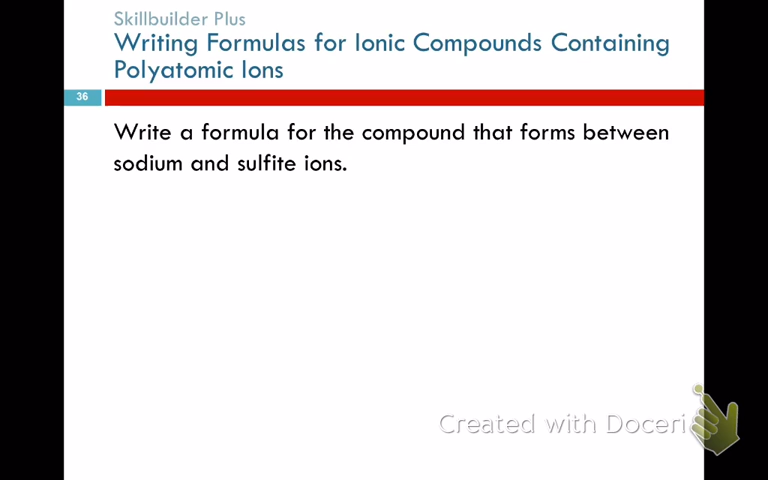 Skillbuilder Plus
Writing Formulas for Ionic Compounds Containing
Polyatomic Ions
36
Write a formula for the compound that forms between
sodium and sulfite ions.
Created with Doceri